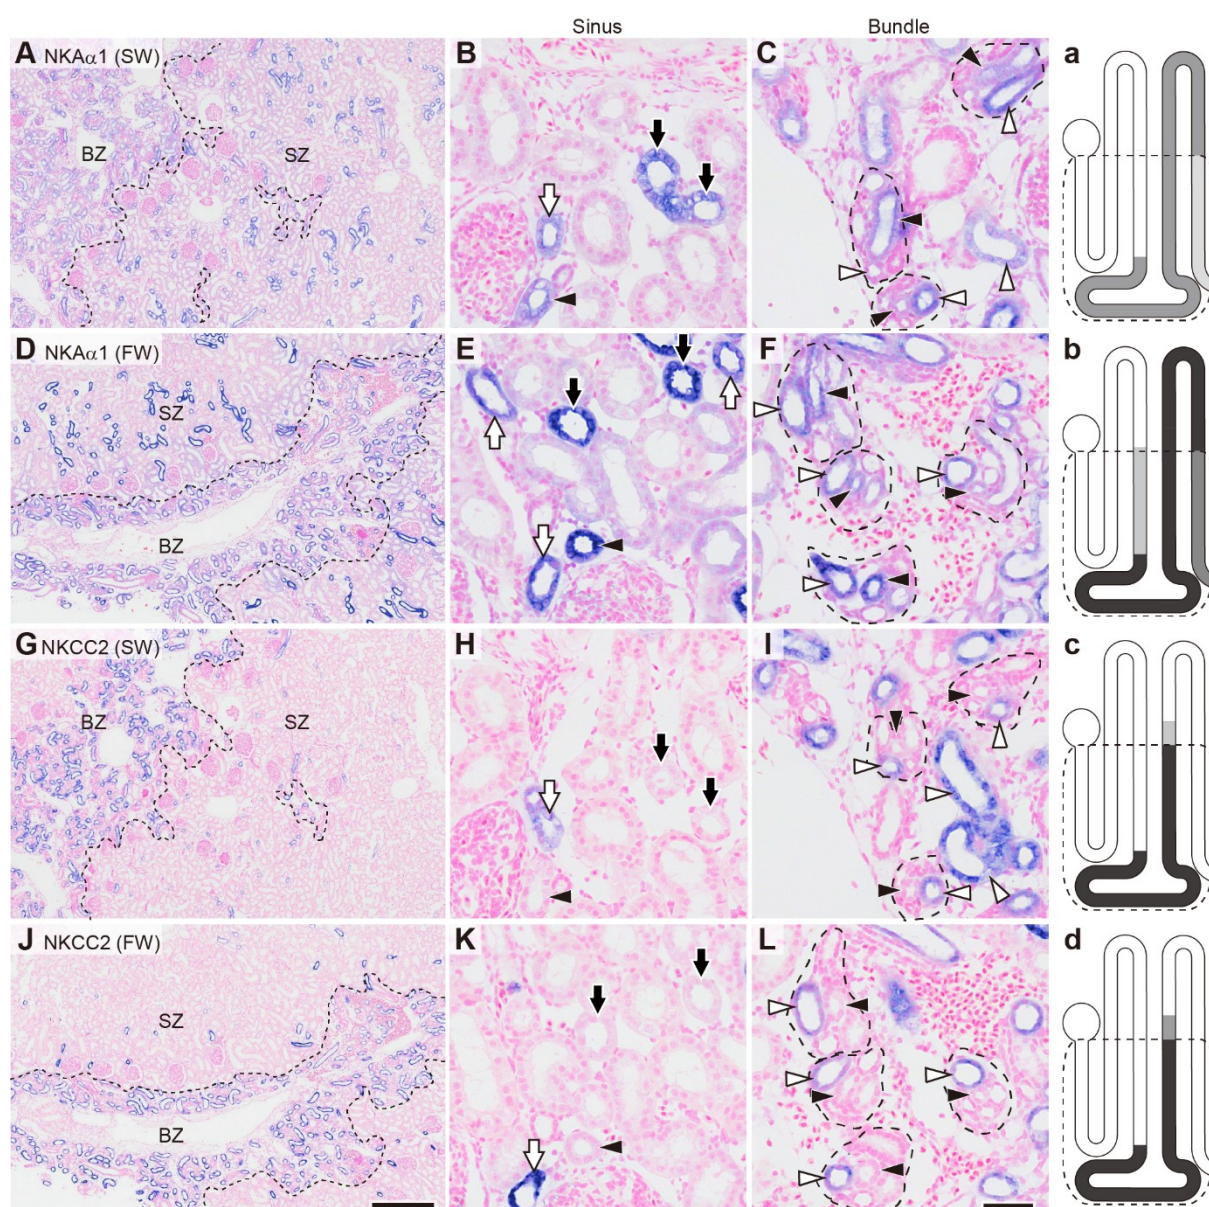 Sinus
Bundle
A NKAα1 (SW)
BZ
SZ
B
C
a
D NKAα1 (FW)
SZ
BZ
E
F
b
G NKCC2 (SW)
BZ
SZ
H
I
c
J NKCC2 (FW)
SZ
BZ
K
L
d